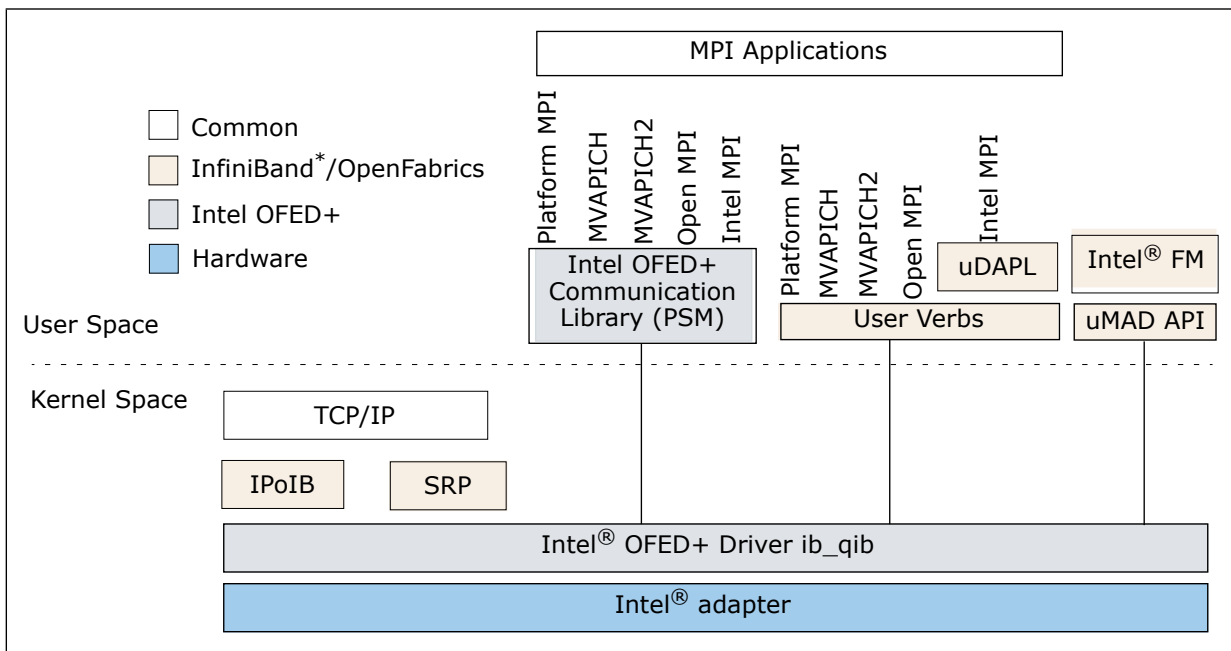 MPI Applications
Common
InfiniBand*/OpenFabrics
Intel OFED+
Hardware
Platform MPI
MVAPICH
MVAPICH2
Open MPI
Intel MPI
Platform MPI
MVAPICH
MVAPICH2
Open MPI
Intel MPI
Intel OFED+
Communication
Library (PSM)
uDAPL
Intel® FM
User Verbs
uMAD API
User Space
Kernel Space
TCP/IP
IPoIB
SRP
Intel® OFED+ Driver ib_qib
Intel® adapter